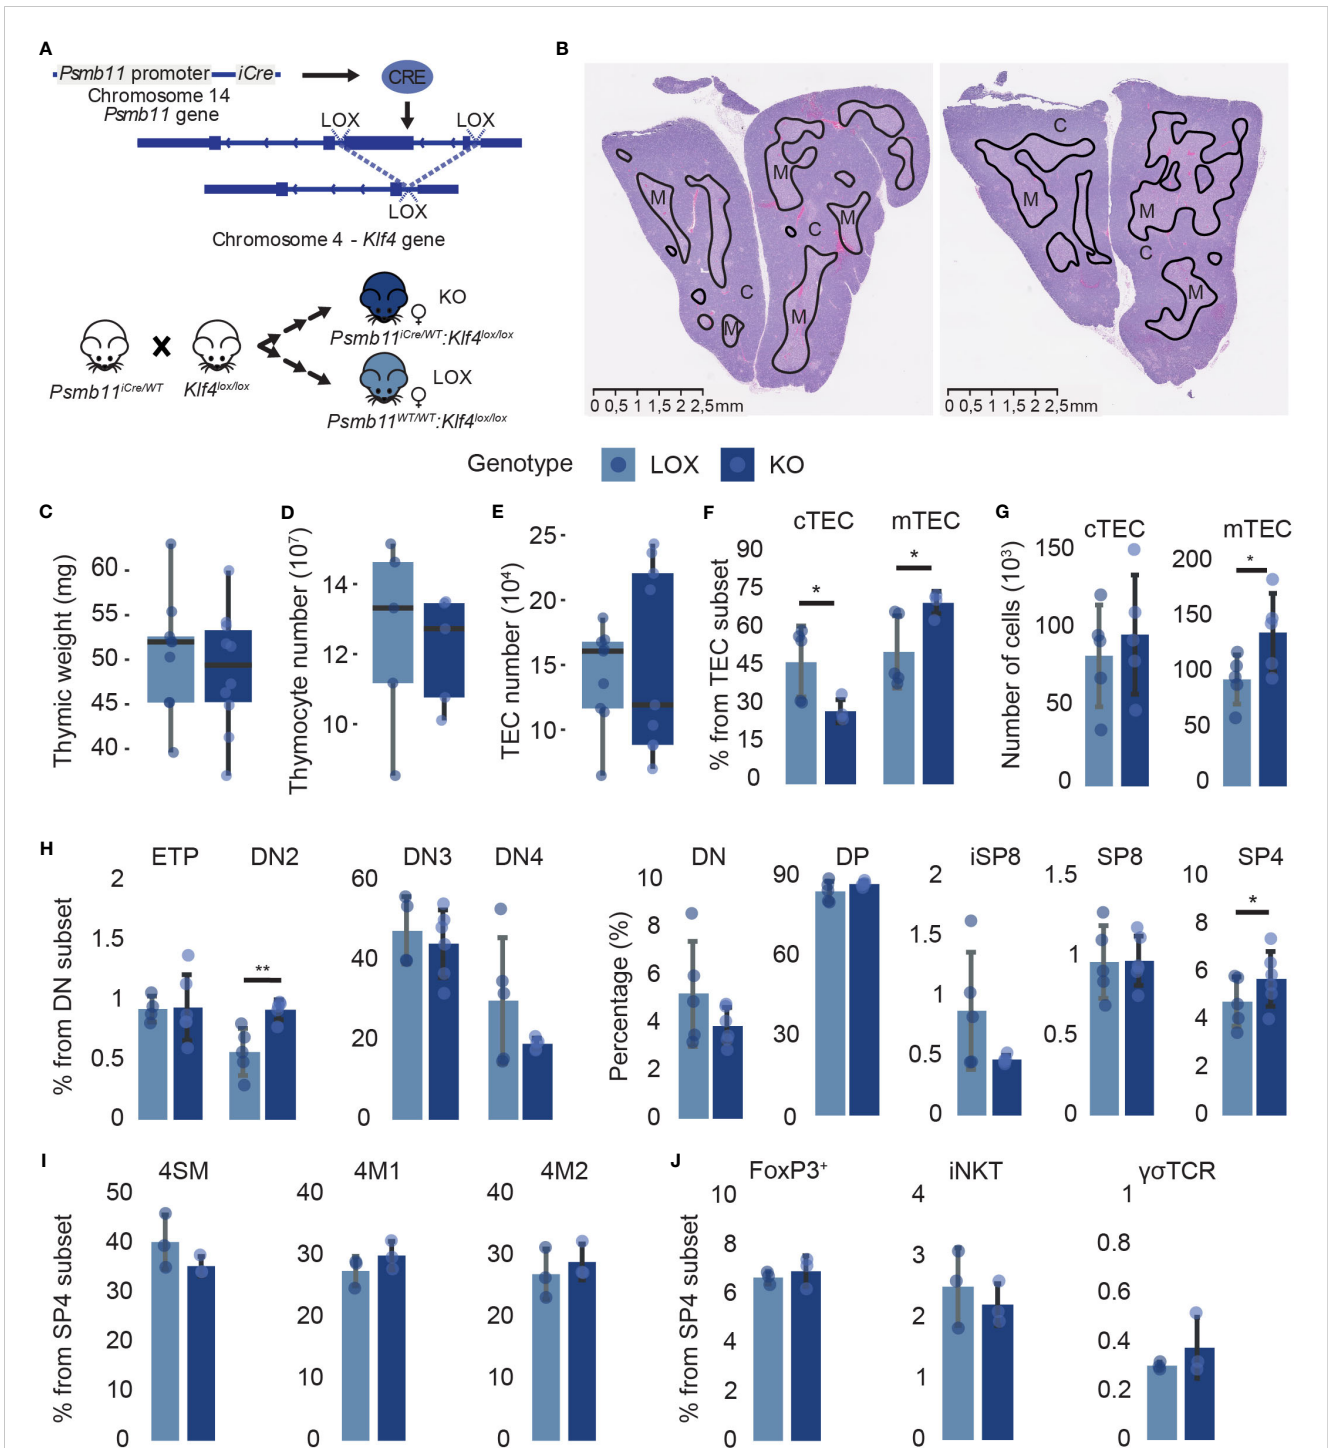 A
Psmb11 promoter iCre
CRE
Chromosome 14
Psmb11 gene
LOX LOX
LOX
Chromosome 4 - Klf4 gene
KO
Psmb11iCre/WT:Klf4lox/lox
LOX
Psmb11WT/WT:Klf4lox/lox
Psmb11iCre/WT
Klf4lox/lox
B
M
M
M
C
C
M
M
0 0,5 1 1,5 2 2,5mm
C
M
M
C
M
0 0,5 1 1,5 2 2,5mm
Genotype LOX KO
C
Thymic weight (mg)
60
55
50
45
40
D
Thymocyte number (10⁷)
14
12
10
E
TEC number (10⁴)
25
20
15
10
F
cTEC mTEC
% from TEC subset
90
75
60
45
30
15
0
*
*
G
cTEC mTEC
Number of cells (10³)
150
100
50
0
200
150
100
50
0
*
H
ETP DN2 DN3 DN4
% from DN subset
2
1.5
1
0.5
0
**
60
40
20
0
DN DP iSP8 SP8 SP4
Percentage (%)
10
8
6
4
2
0
90
60
30
0
2
1.5
1
0.5
0
1.5
1
0.5
0
10
8
6
4
2
0
*
I
4SM 4M1 4M2
% from SP4 subset
50
40
30
20
10
0
40
30
20
10
0
40
30
20
10
0
J
FoxP3⁺ iNKT γσTCR
% from SP4 subset
10
8
6
4
2
0
4
3
2
1
0
1
0.8
0.6
0.4
0.2
0